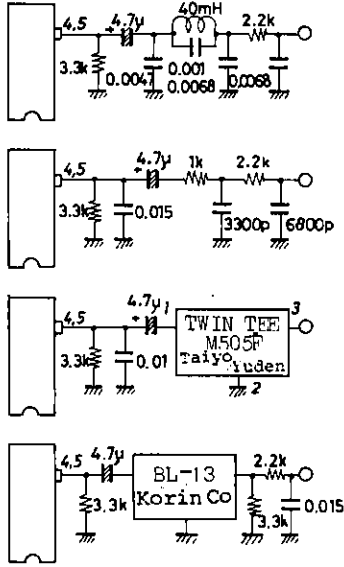 40mH
4,5
4.7μ
+
2.2k
3.3k
0.0047
0.001
0.0068
0.0068
4,5
4.7μ
+
1k
2.2k
3.3k
0.015
3300p
6800p
4,5
4.7μ
+
1
TWIN TEE
M505F
Taiyo
Yuden
3
3.3k
0.01
2
4,5
4.7μ
BL-13
Korin Co
2.2k
3.3k
3.3k
0.015